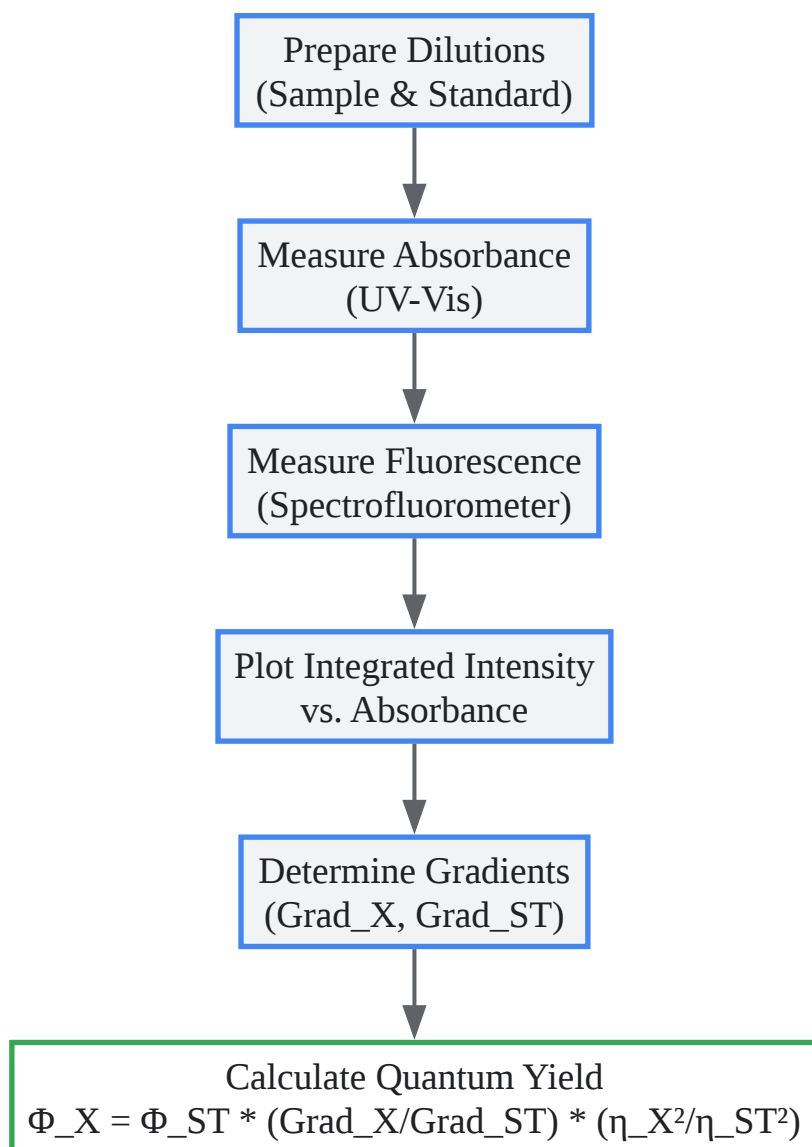 Prepare Dilutions
(Sample & Standard)
Measure Absorbance
(UV-Vis)
Measure Fluorescence
(Spectrofluorometer)
Plot Integrated Intensity
vs. Absorbance
Determine Gradients
(Grad_X, Grad_ST)
Calculate Quantum Yield
Φ_X = Φ_ST * (Grad_X/Grad_ST) * (η_X²/η_ST²)